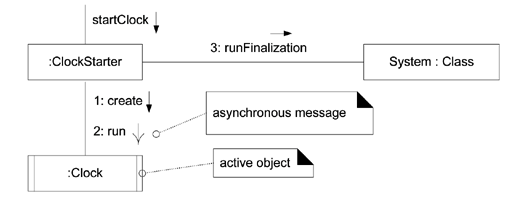 startClock
3: runFinalization
:ClockStarter
System : Class
1: create
asynchronous message
2: run
active object
:Clock